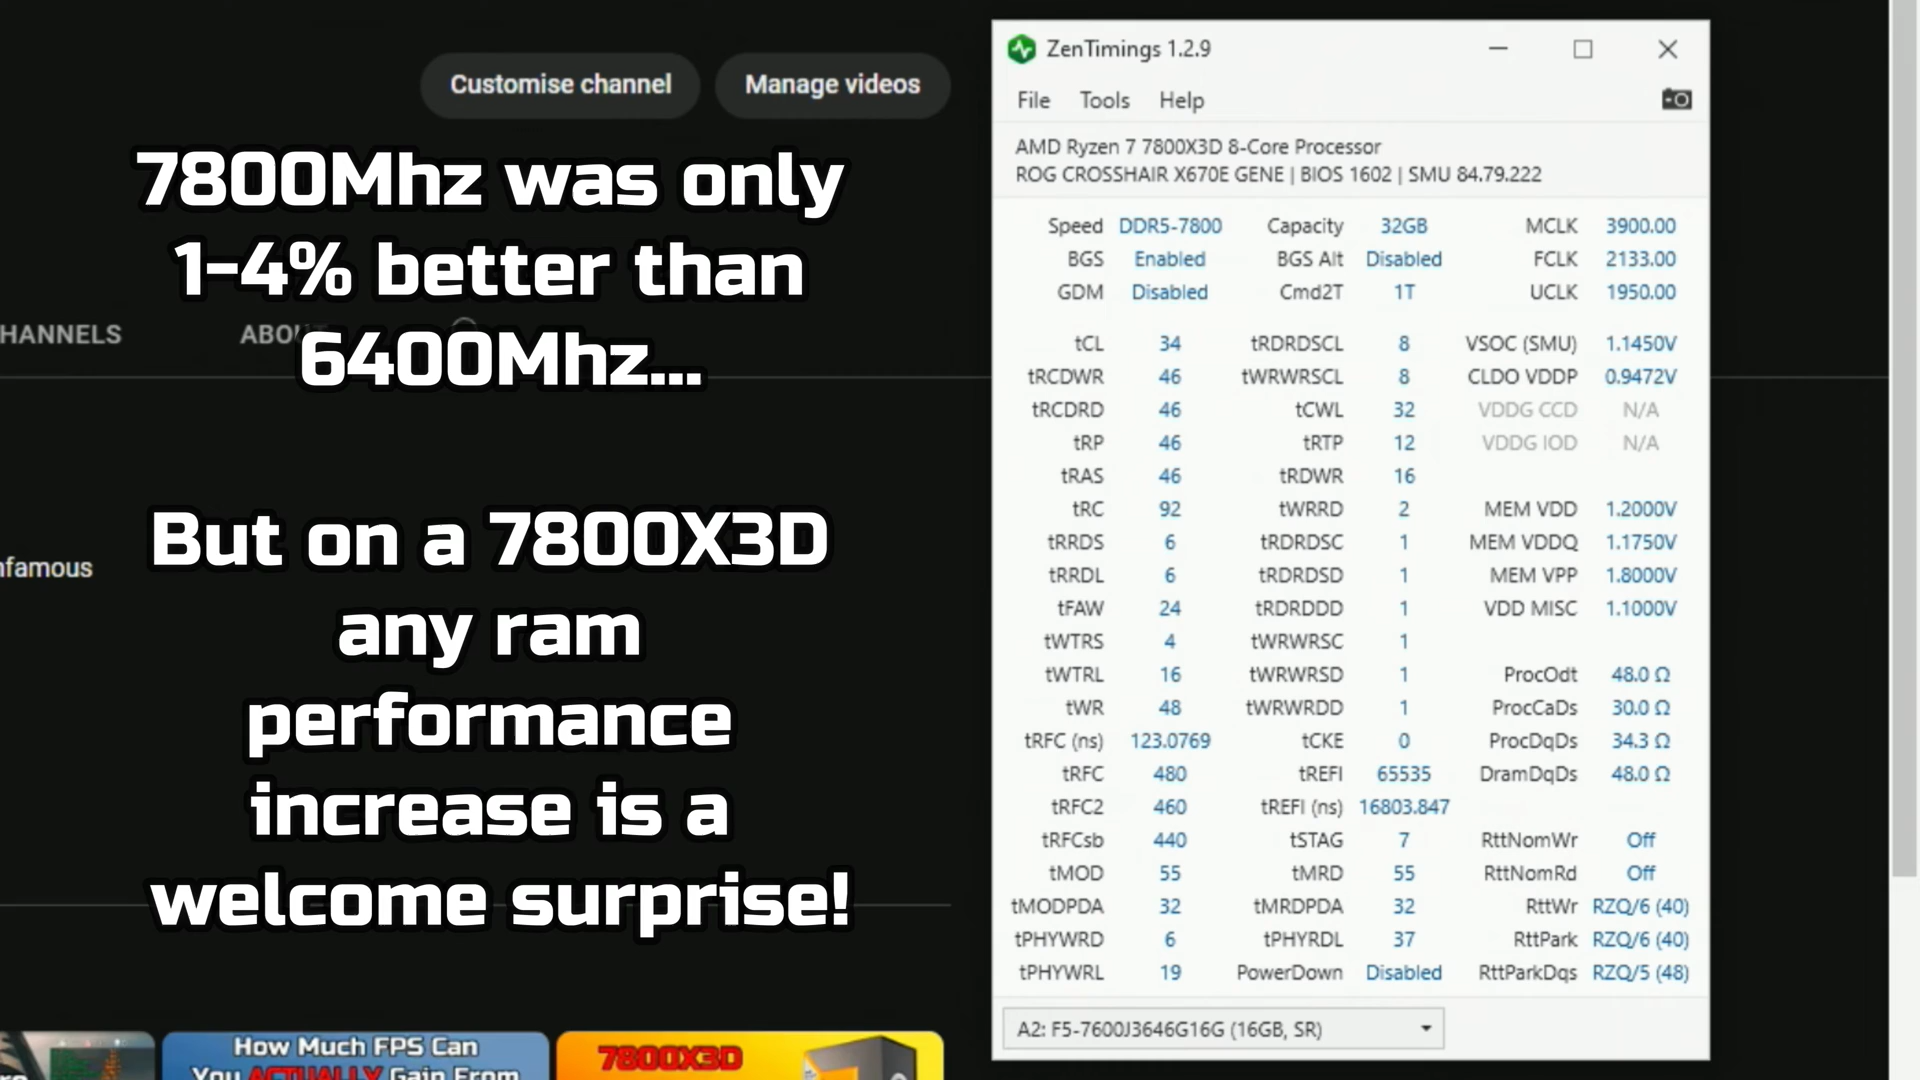 Customise channel
Manage videos
7800Mhz was only
1-4% better than
6400Mhz...
HANNELS
ABOU
But on a 7800X3D
any ram
performance
increase is a
welcome surprise!
nfamous
How Much FPS Can
You ACTUALLY Gain From
7800X3D
ZenTimings 1.2.9
File Tools Help
AMD Ryzen 7 7800X3D 8-Core Processor
ROG CROSSHAIR X670E GENE | BIOS 1602 | SMU 84.79.222
Speed DDR5-7800 Capacity 32GB MCLK 3900.00
BGS Enabled BGS Alt Disabled FCLK 2133.00
GDM Disabled Cmd2T 1T UCLK 1950.00
tCL 34 tRDRDSCL 8 VSOC (SMU) 1.1450V
tRCDWR 46 tWRWRSCL 8 CLDO VDDP 0.9472V
tRCDRD 46 tCWL 32 VDDG CCD N/A
tRP 46 tRTP 12 VDDG IOD N/A
tRAS 46 tRDWR 16
tRC 92 tWRRD 2 MEM VDD 1.2000V
tRRDS 6 tRDRDSC 1 MEM VDDQ 1.1750V
tRRDL 6 tRDRDSD 1 MEM VPP 1.8000V
tFAW 24 tRDRDDD 1 VDD MISC 1.1000V
tWTRS 4 tWRWRSC 1
tWTRL 16 tWRWRSD 1 ProcOdt 48.0 Ω
tWR 48 tWRWRDD 1 ProcCaDs 30.0 Ω
tRFC (ns) 123.0769 tCKE 0 ProcDqDs 34.3 Ω
tRFC 480 tREFI 65535 DramDqDs 48.0 Ω
tRFC2 460 tREFI (ns) 16803.847
tRFCsb 440 tSTAG 7 RttNomWr Off
tMOD 55 tMRD 55 RttNomRd Off
tMODPDA 32 tMRDPDA 32 RttWr RZQ/6 (40)
tPHYWRD 6 tPHYRDL 37 RttPark RZQ/6 (40)
tPHYWRL 19 PowerDown Disabled RttParkDqs RZQ/5 (48)
A2: F5-7600J3646G16G (16GB, SR)